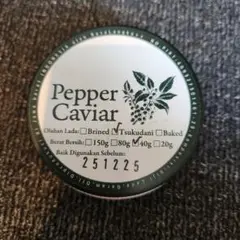 Pepper
Caviar
Olahan Lada: ☐Brined ☑Tsukudani ☐Baked
Berat Bersih: ☐150g ☐80g ☑40g ☐20g
Baik Digunakan Sebelum:
251225